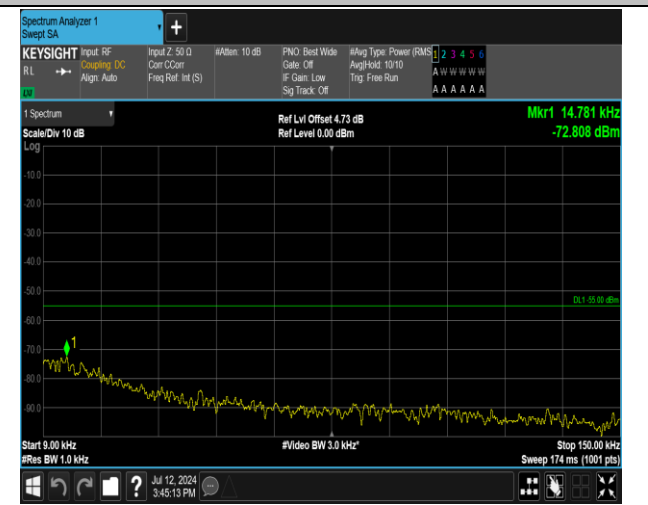 Spectrum Analyzer 1
Swept SA
+
KEYSIGHT
RL
Input: RF
Coupling: DC
Align: Auto
Input Z: 50 Ω
Corr CCorr
Freq Ref: Int (S)
#Atten: 10 dB
PNO: Best Wide
Gate: Off
IF Gain: Low
Sig Track: Off
#Avg Type: Power (RMS
Avg|Hold: 10/10
Trig: Free Run
1 2 3 4 5 6
A W W W W W
A A A A A A
1 Spectrum
Scale/Div 10 dB
Log
Ref Lvl Offset 4.73 dB
Ref Level 0.00 dBm
Mkr1 14.781 kHz
-72.808 dBm
-10.0
-20.0
-30.0
-40.0
-50.0
DL1 -55.00 dBm
-60.0
-70.0
1
-80.0
-90.0
Start 9.00 kHz
#Res BW 1.0 kHz
#Video BW 3.0 kHz*
Stop 150.00 kHz
Sweep 174 ms (1001 pts)
?
Jul 12, 2024
3:45:13 PM